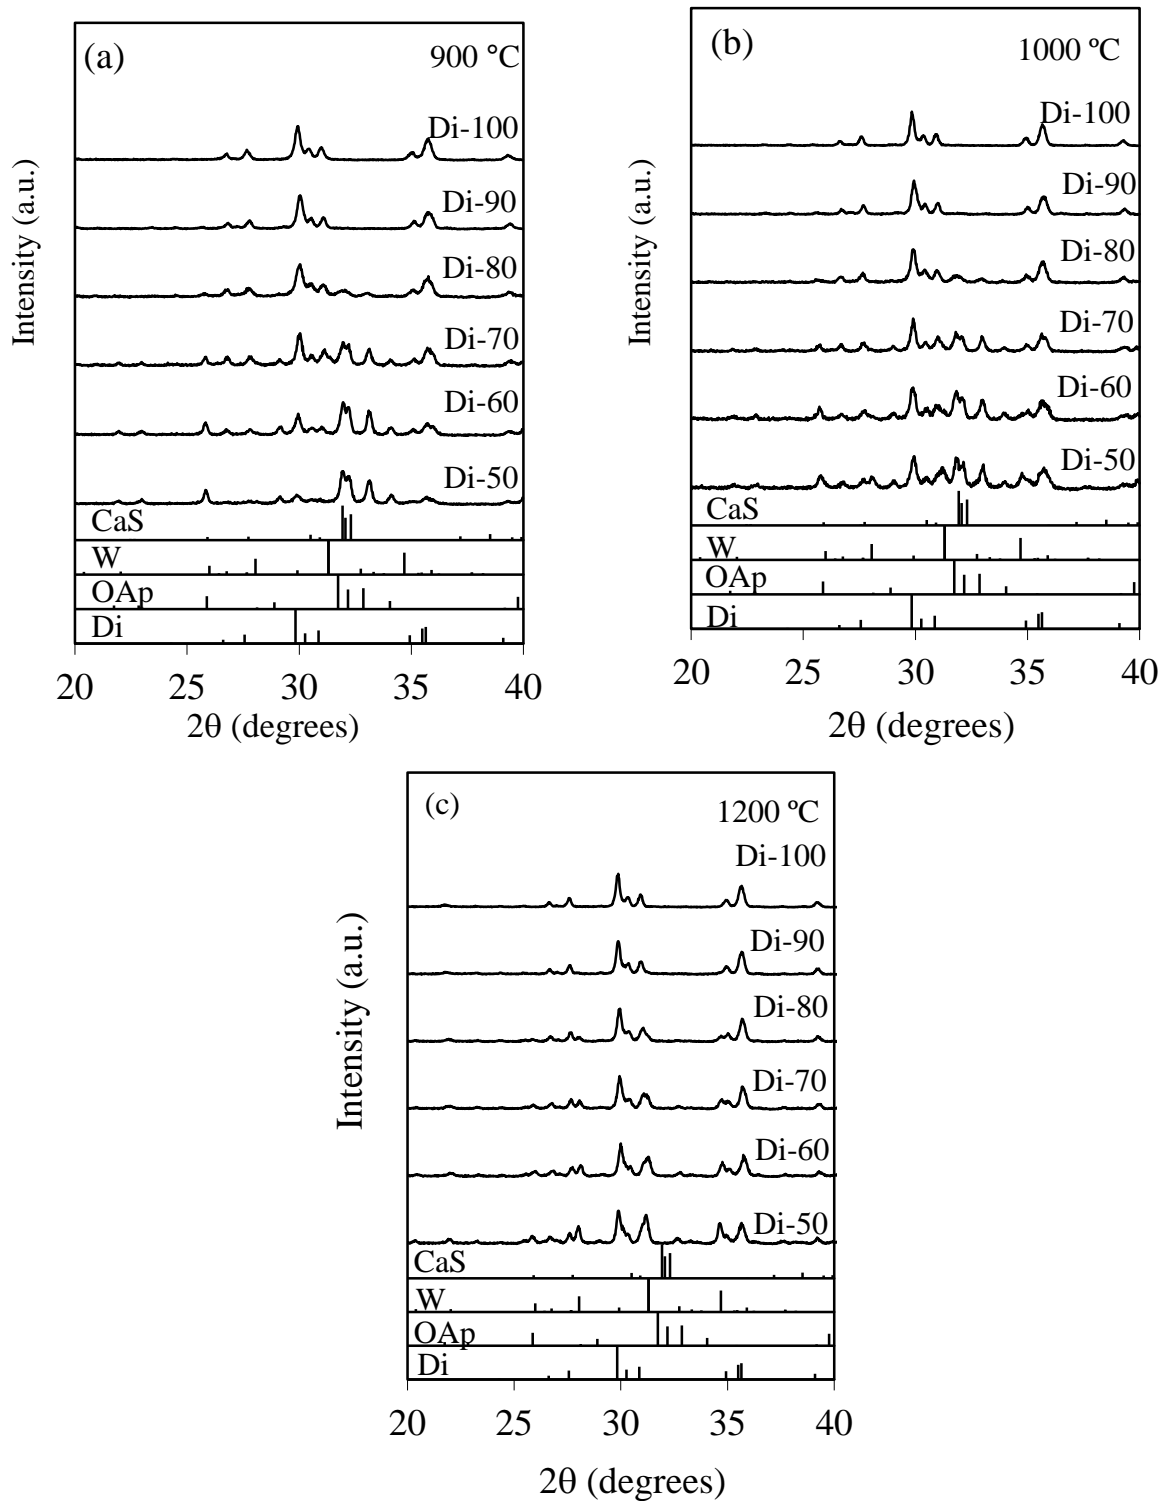 (a)
900 °C
Intensity (a.u.)
Di-100
Di-90
Di-80
Di-70
Di-60
Di-50
CaS
W
OAp
Di
20 25 30 35 40
2θ (degrees)
(b)
1000 ºC
Intensity (a.u.)
Di-100
Di-90
Di-80
Di-70
Di-60
Di-50
CaS
W
OAp
Di
20 25 30 35 40
2θ (degrees)
(c)
1200 ºC
Intensity (a.u.)
Di-100
Di-90
Di-80
Di-70
Di-60
Di-50
CaS
W
OAp
Di
20 25 30 35 40
2θ (degrees)